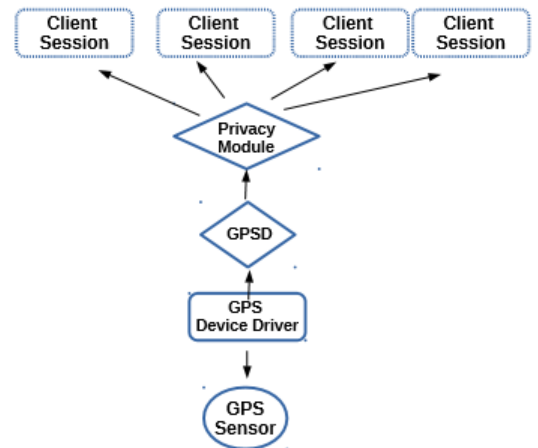 Client
Session
Client
Session
Client
Session
Client
Session
Privacy
Module
GPSD
GPS
Device Driver
GPS
Sensor